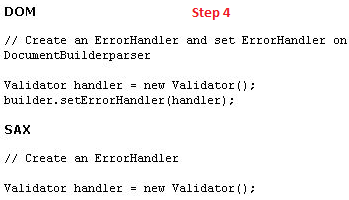 DOM
Step 4
// Create an ErrorHandler and set ErrorHandler on
DocumentBuilderparser
Validator handler = new Validator();
builder.setErrorHandler(handler);
SAX
// Create an ErrorHandler
Validator handler = new Validator();